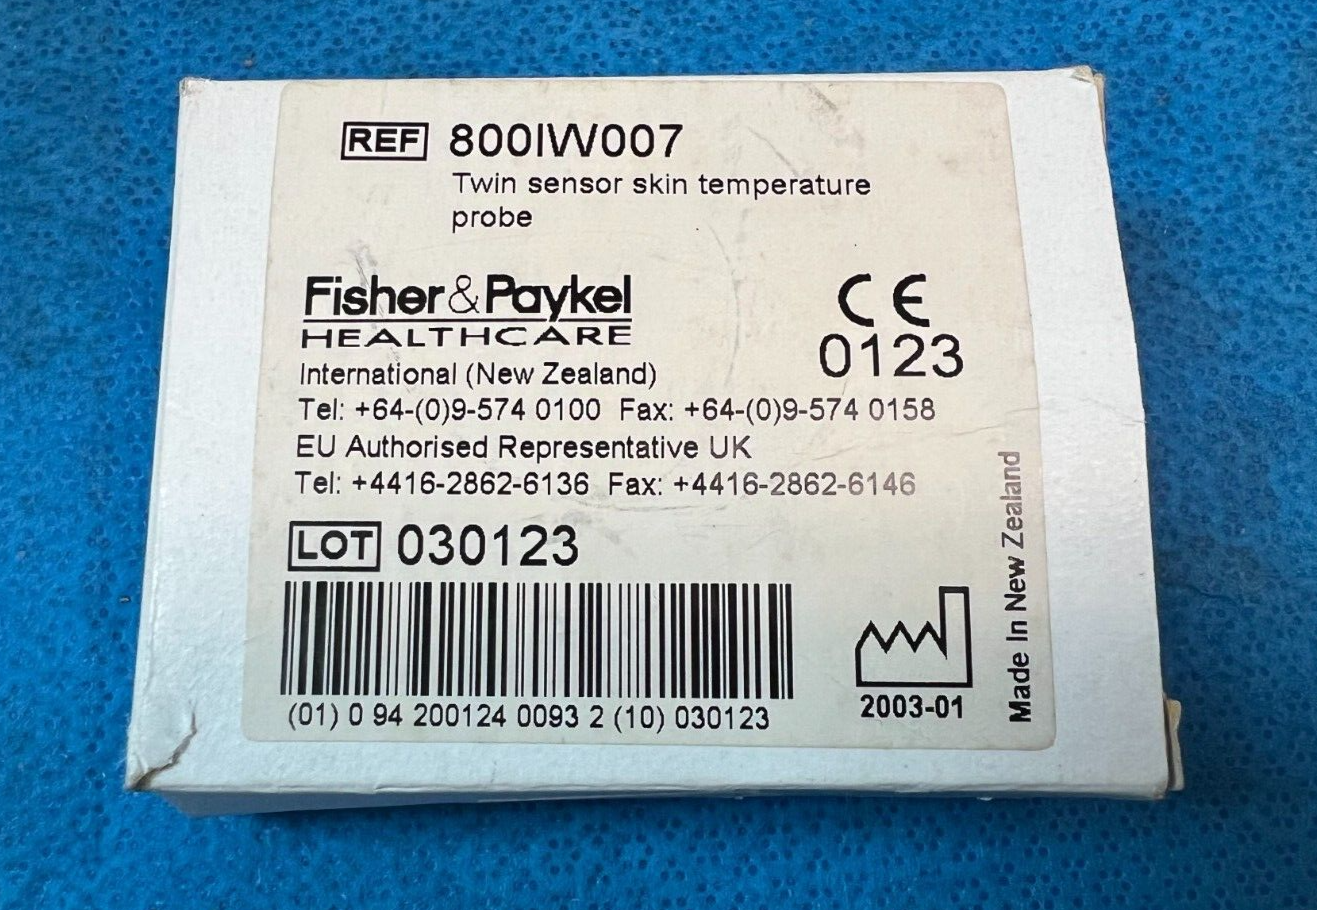 REF 800IW007
Twin sensor skin temperature
probe
Fisher & Paykel
HEALTHCARE
CE
0123
International (New Zealand)
Tel: +64-(0)9-574 0100 Fax: +64-(0)9-574 0158
EU Authorised Representative UK
Tel: +4416-2862-6136 Fax: +4416-2862-6146
LOT 030123
(01) 0 94 200124 0093 2 (10) 030123
2003-01
Made In New Zealand